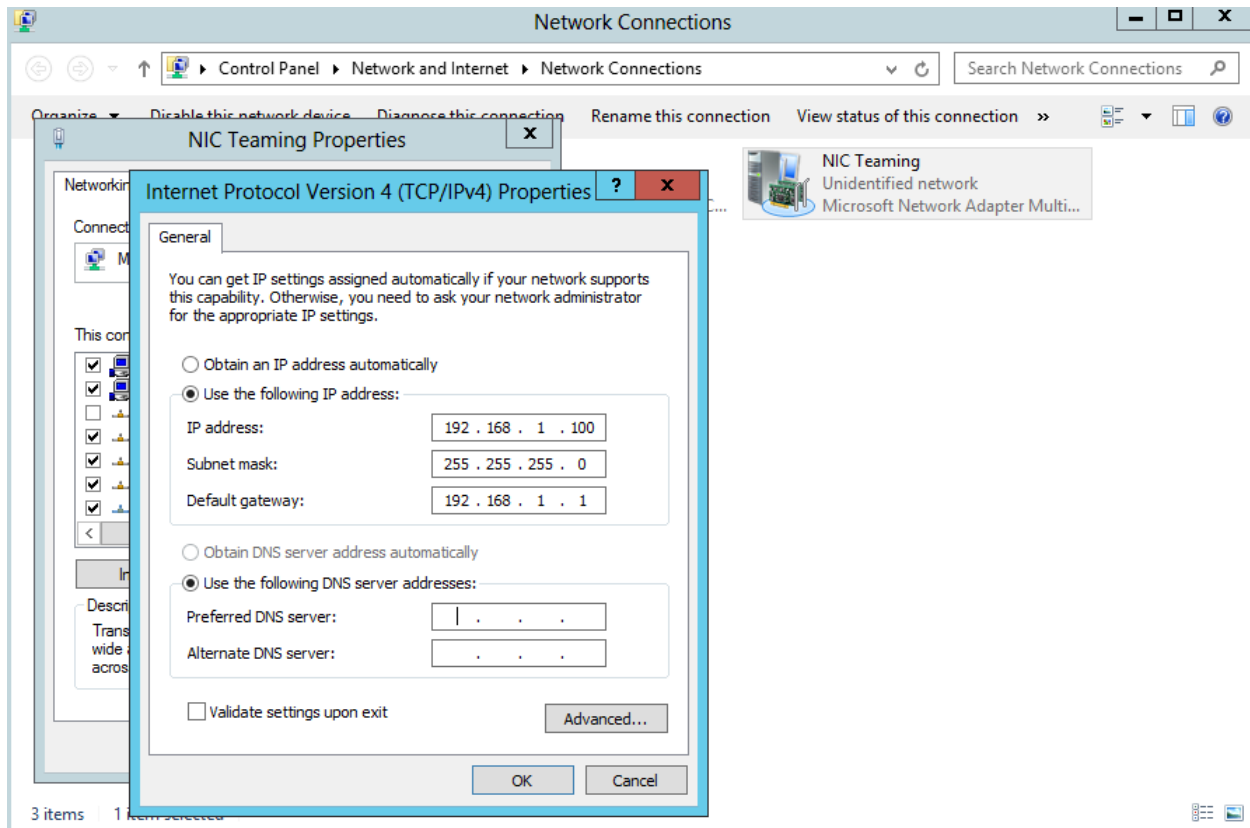 Network Connections
Control Panel Network and Internet Network Connections
Search Network Connections
Organize Disable this network device Diagnose this connection Rename this connection View status of this connection »
NIC Teaming Properties
NIC Teaming
Unidentified network
Microsoft Network Adapter Multi...
Internet Protocol Version 4 (TCP/IPv4) Properties ? x
General
You can get IP settings assigned automatically if your network supports
this capability. Otherwise, you need to ask your network administrator
for the appropriate IP settings.
Obtain an IP address automatically
Use the following IP address:
IP address: 192 . 168 . 1 . 100
Subnet mask: 255 . 255 . 255 . 0
Default gateway: 192 . 168 . 1 . 1
Obtain DNS server address automatically
Use the following DNS server addresses:
Preferred DNS server: . . .
Alternate DNS server: . . .
Validate settings upon exit
Advanced...
OK Cancel
3 items 1 item selected